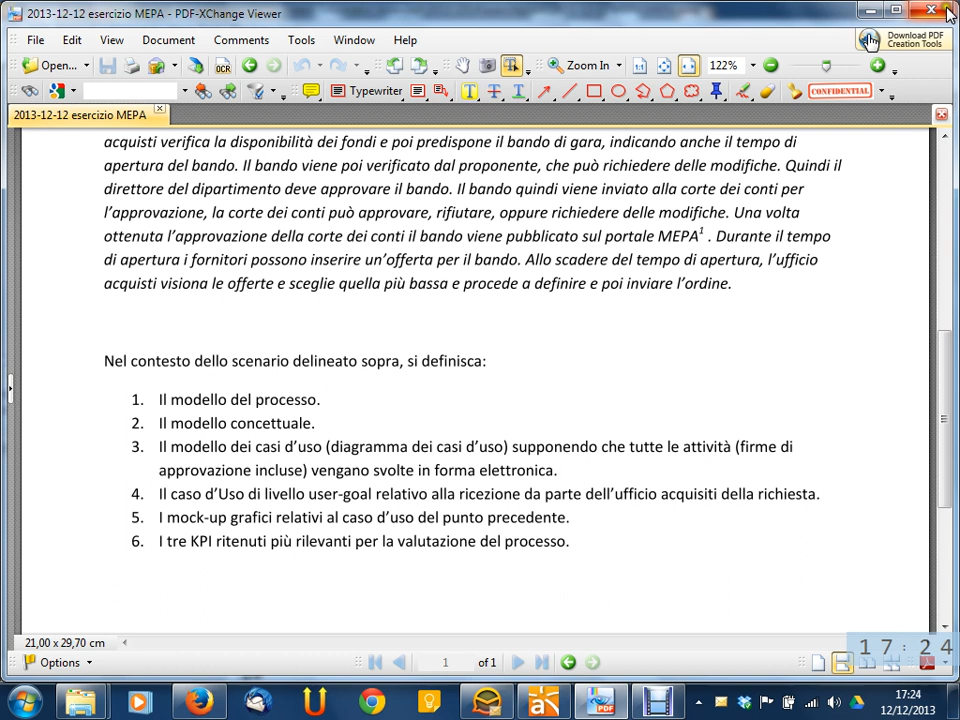 2013-12-12 esercizio MEPA - PDF-XChange Viewer
File Edit View Document Comments Tools Window Help
Download PDF
Creation Tools
Open... OCR Zoom In 1:1 122%
Typewriter T T T CONFIDENTIAL
2013-12-12 esercizio MEPA
acquisti verifica la disponibilità dei fondi e poi predispone il bando di gara, indicando anche il tempo di
apertura del bando. Il bando viene poi verificato dal proponente, che può richiedere delle modifiche. Quindi il
direttore del dipartimento deve approvare il bando. Il bando quindi viene inviato alla corte dei conti per
l’approvazione, la corte dei conti può approvare, rifiutare, oppure richiedere delle modifiche. Una volta
ottenuta l’approvazione della corte dei conti il bando viene pubblicato sul portale MEPA¹ . Durante il tempo
di apertura i fornitori possono inserire un’offerta per il bando. Allo scadere del tempo di apertura, l’ufficio
acquisti visiona le offerte e sceglie quella più bassa e procede a definire e poi inviare l’ordine.
Nel contesto dello scenario delineato sopra, si definisca:
1. Il modello del processo.
2. Il modello concettuale.
3. Il modello dei casi d’uso (diagramma dei casi d’uso) supponendo che tutte le attività (firme di
approvazione incluse) vengano svolte in forma elettronica.
4. Il caso d’Uso di livello user-goal relativo alla ricezione da parte dell’ufficio acquisiti della richiesta.
5. I mock-up grafici relativi al caso d’uso del punto precedente.
6. I tre KPI ritenuti più rilevanti per la valutazione del processo.
21,00 x 29,70 cm
17:24
Options 1 of 1
PDF
17:24
12/12/2013